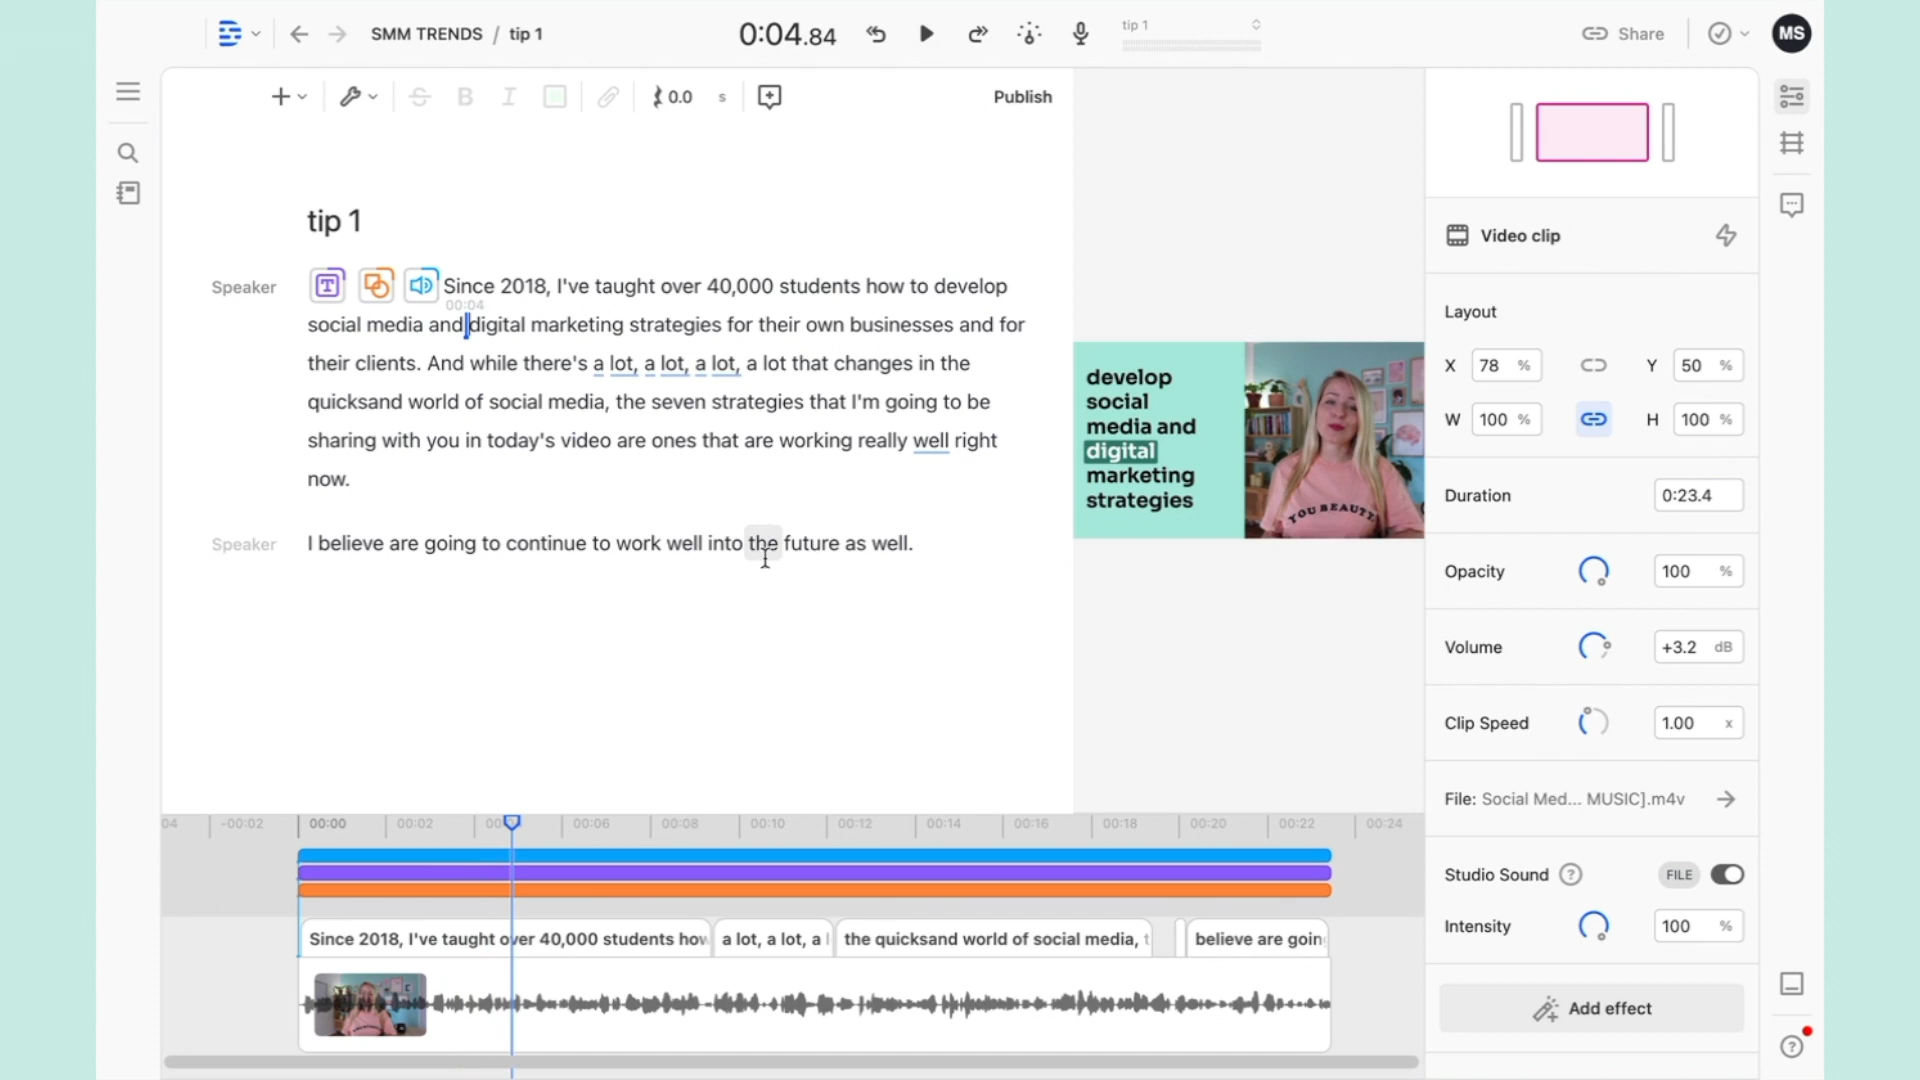 SMM TRENDS / tip 1
0:04.84
tip 1
Share
MS
0.0 s
Publish
tip 1
Speaker
Since 2018, I've taught over 40,000 students how to develop
00:04
social media and digital marketing strategies for their own businesses and for
their clients. And while there's a lot, a lot, a lot, a lot that changes in the
quicksand world of social media, the seven strategies that I'm going to be
sharing with you in today's video are ones that are working really well right
now.
Speaker
I believe are going to continue to work well into the future as well.
develop
social
media and
digital
marketing
strategies
YOU BEAUTY
Video clip
Layout
X 78 %
Y 50 %
W 100 %
H 100 %
Duration 0:23.4
Opacity 100 %
Volume +3.2 dB
Clip Speed 1.00 x
File: Social Med... MUSIC].m4v
Studio Sound ? FILE
Intensity 100 %
Add effect
04 -00:02 00:00 00:02 00:06 00:08 00:10 00:12 00:14 00:16 00:18 00:20 00:22 00:24
Since 2018, I've taught over 40,000 students how
a lot, a lot, a l
the quicksand world of social media,
believe are goin